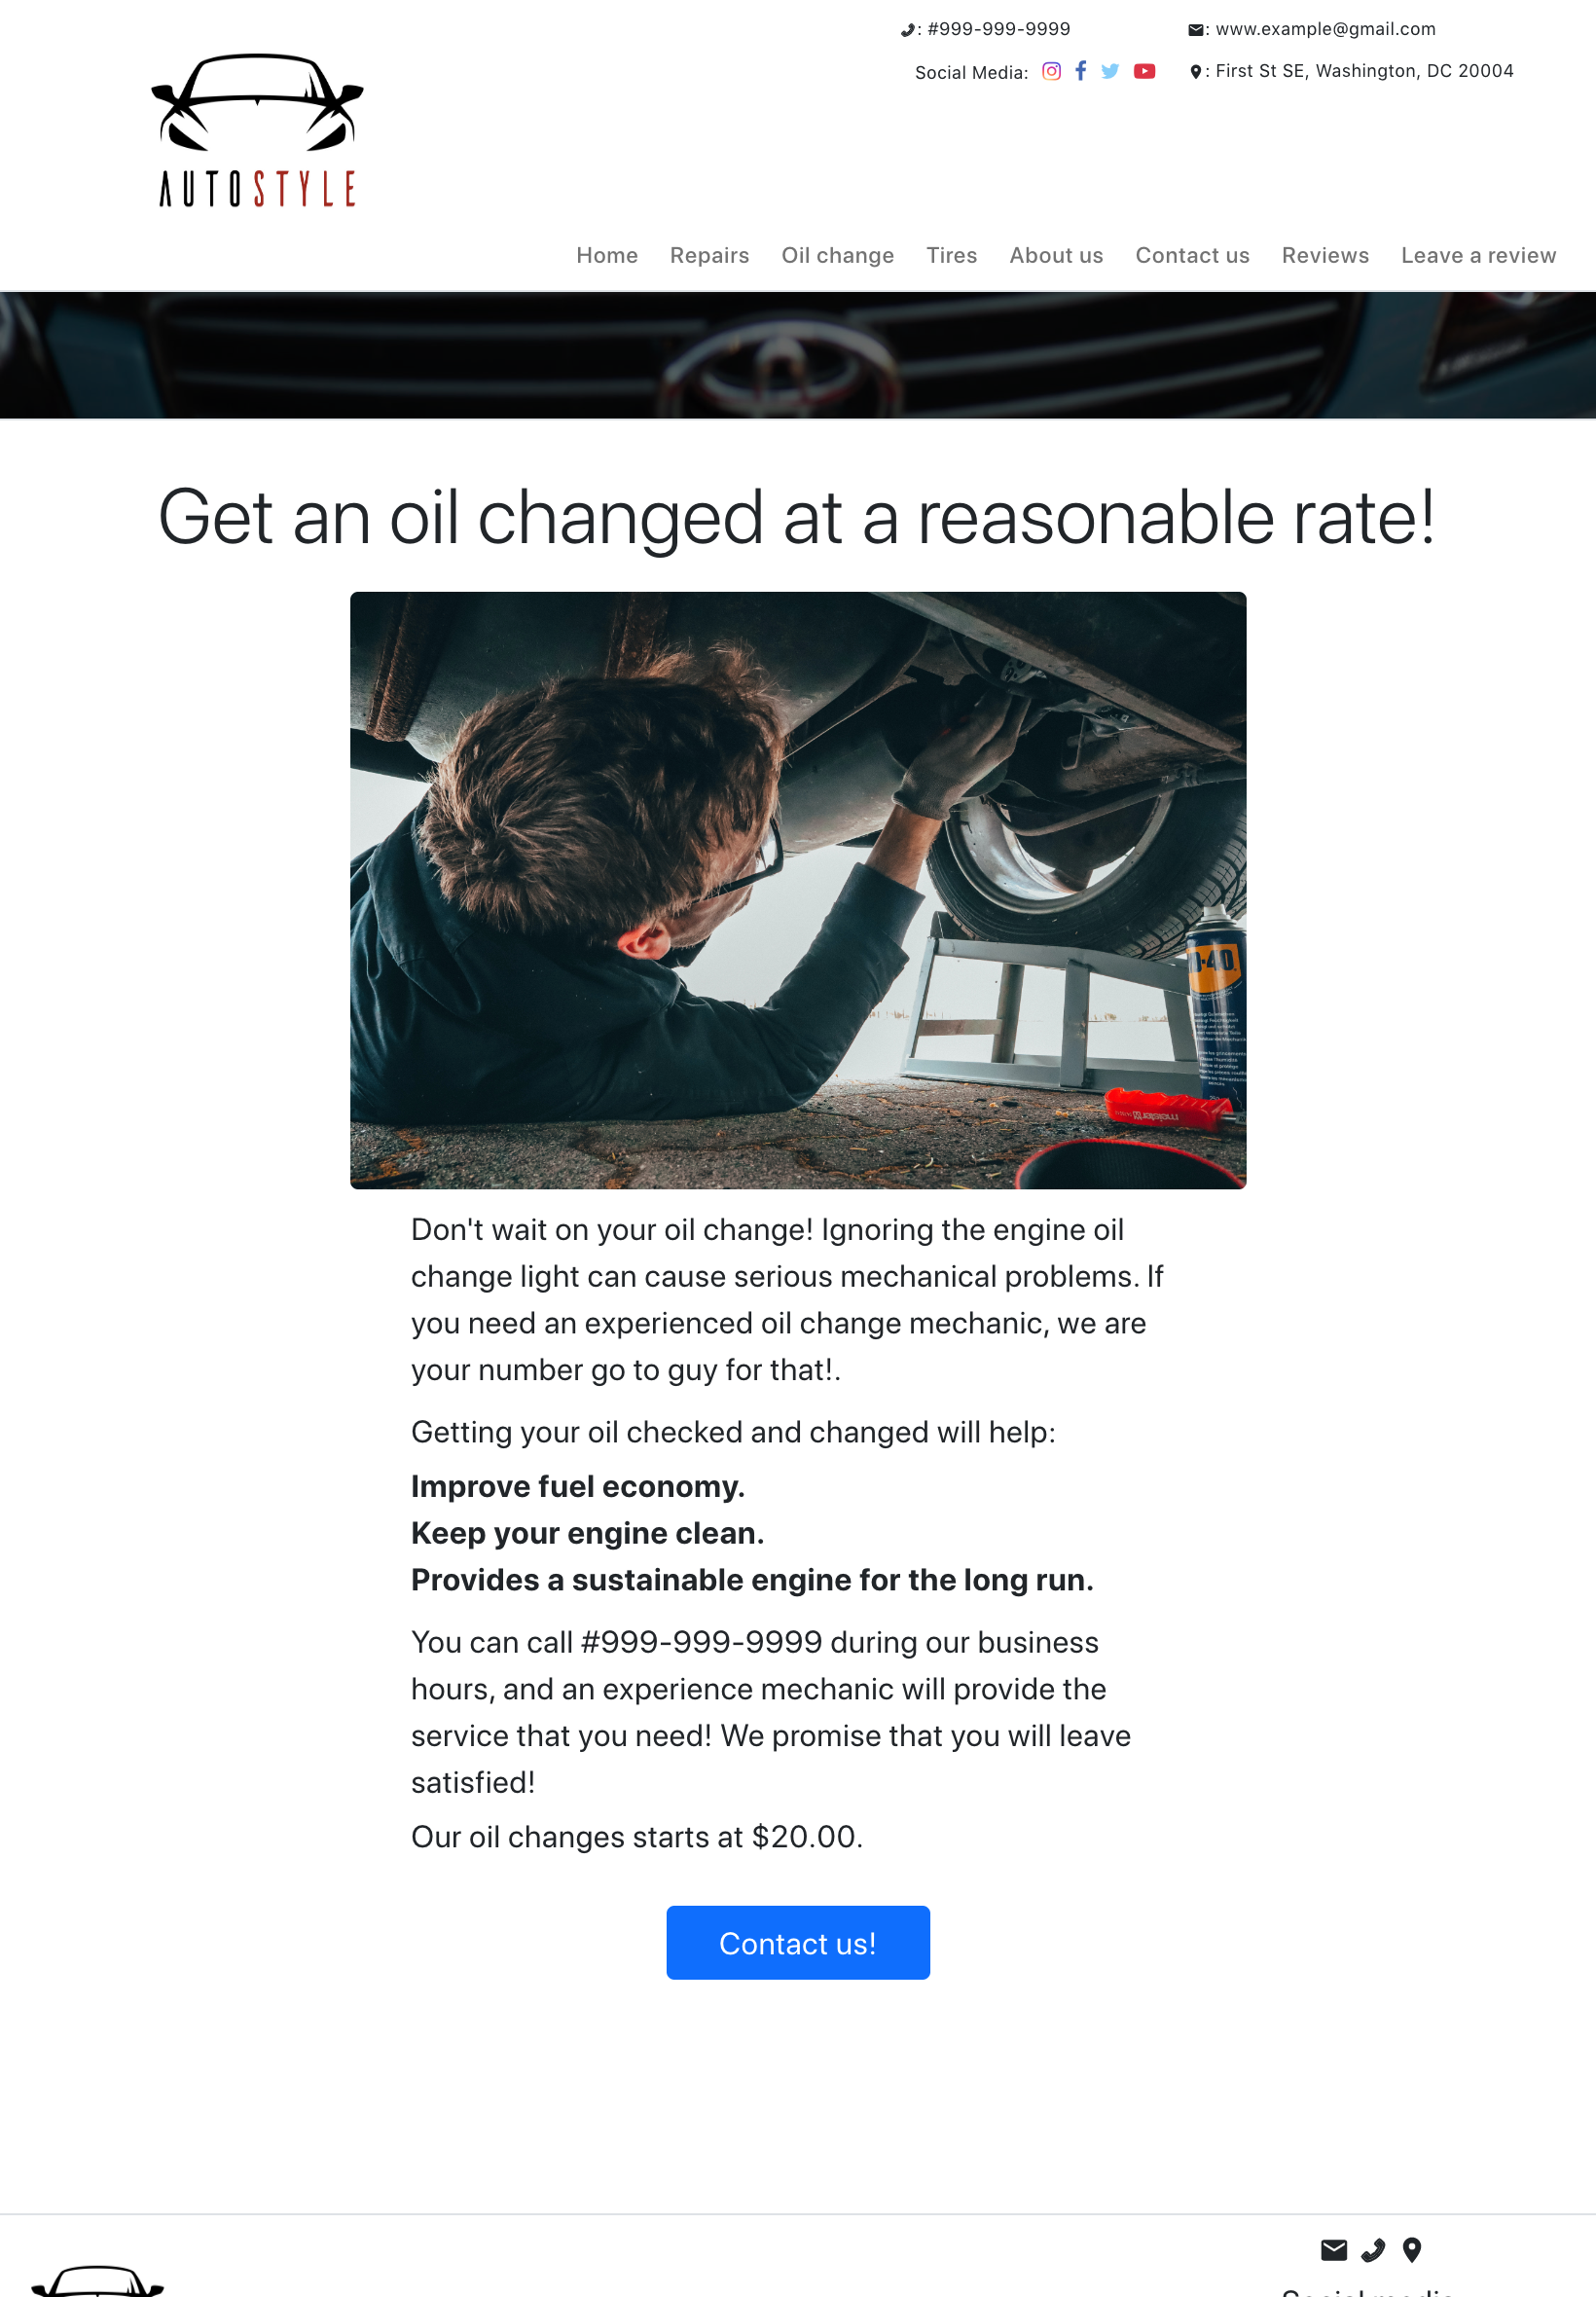 : #999-999-9999
: www.example@gmail.com
Social Media:
: First St SE, Washington, DC 20004
AUTOSTYLE
Home Repairs Oil change Tires About us Contact us Reviews Leave a review
Get an oil changed at a reasonable rate!
Don't wait on your oil change! Ignoring the engine oil
change light can cause serious mechanical problems. If
you need an experienced oil change mechanic, we are
your number go to guy for that!.
Getting your oil checked and changed will help:
Improve fuel economy.
Keep your engine clean.
Provides a sustainable engine for the long run.
You can call #999-999-9999 during our business
hours, and an experience mechanic will provide the
service that you need! We promise that you will leave
satisfied!
Our oil changes starts at $20.00.
Contact us!